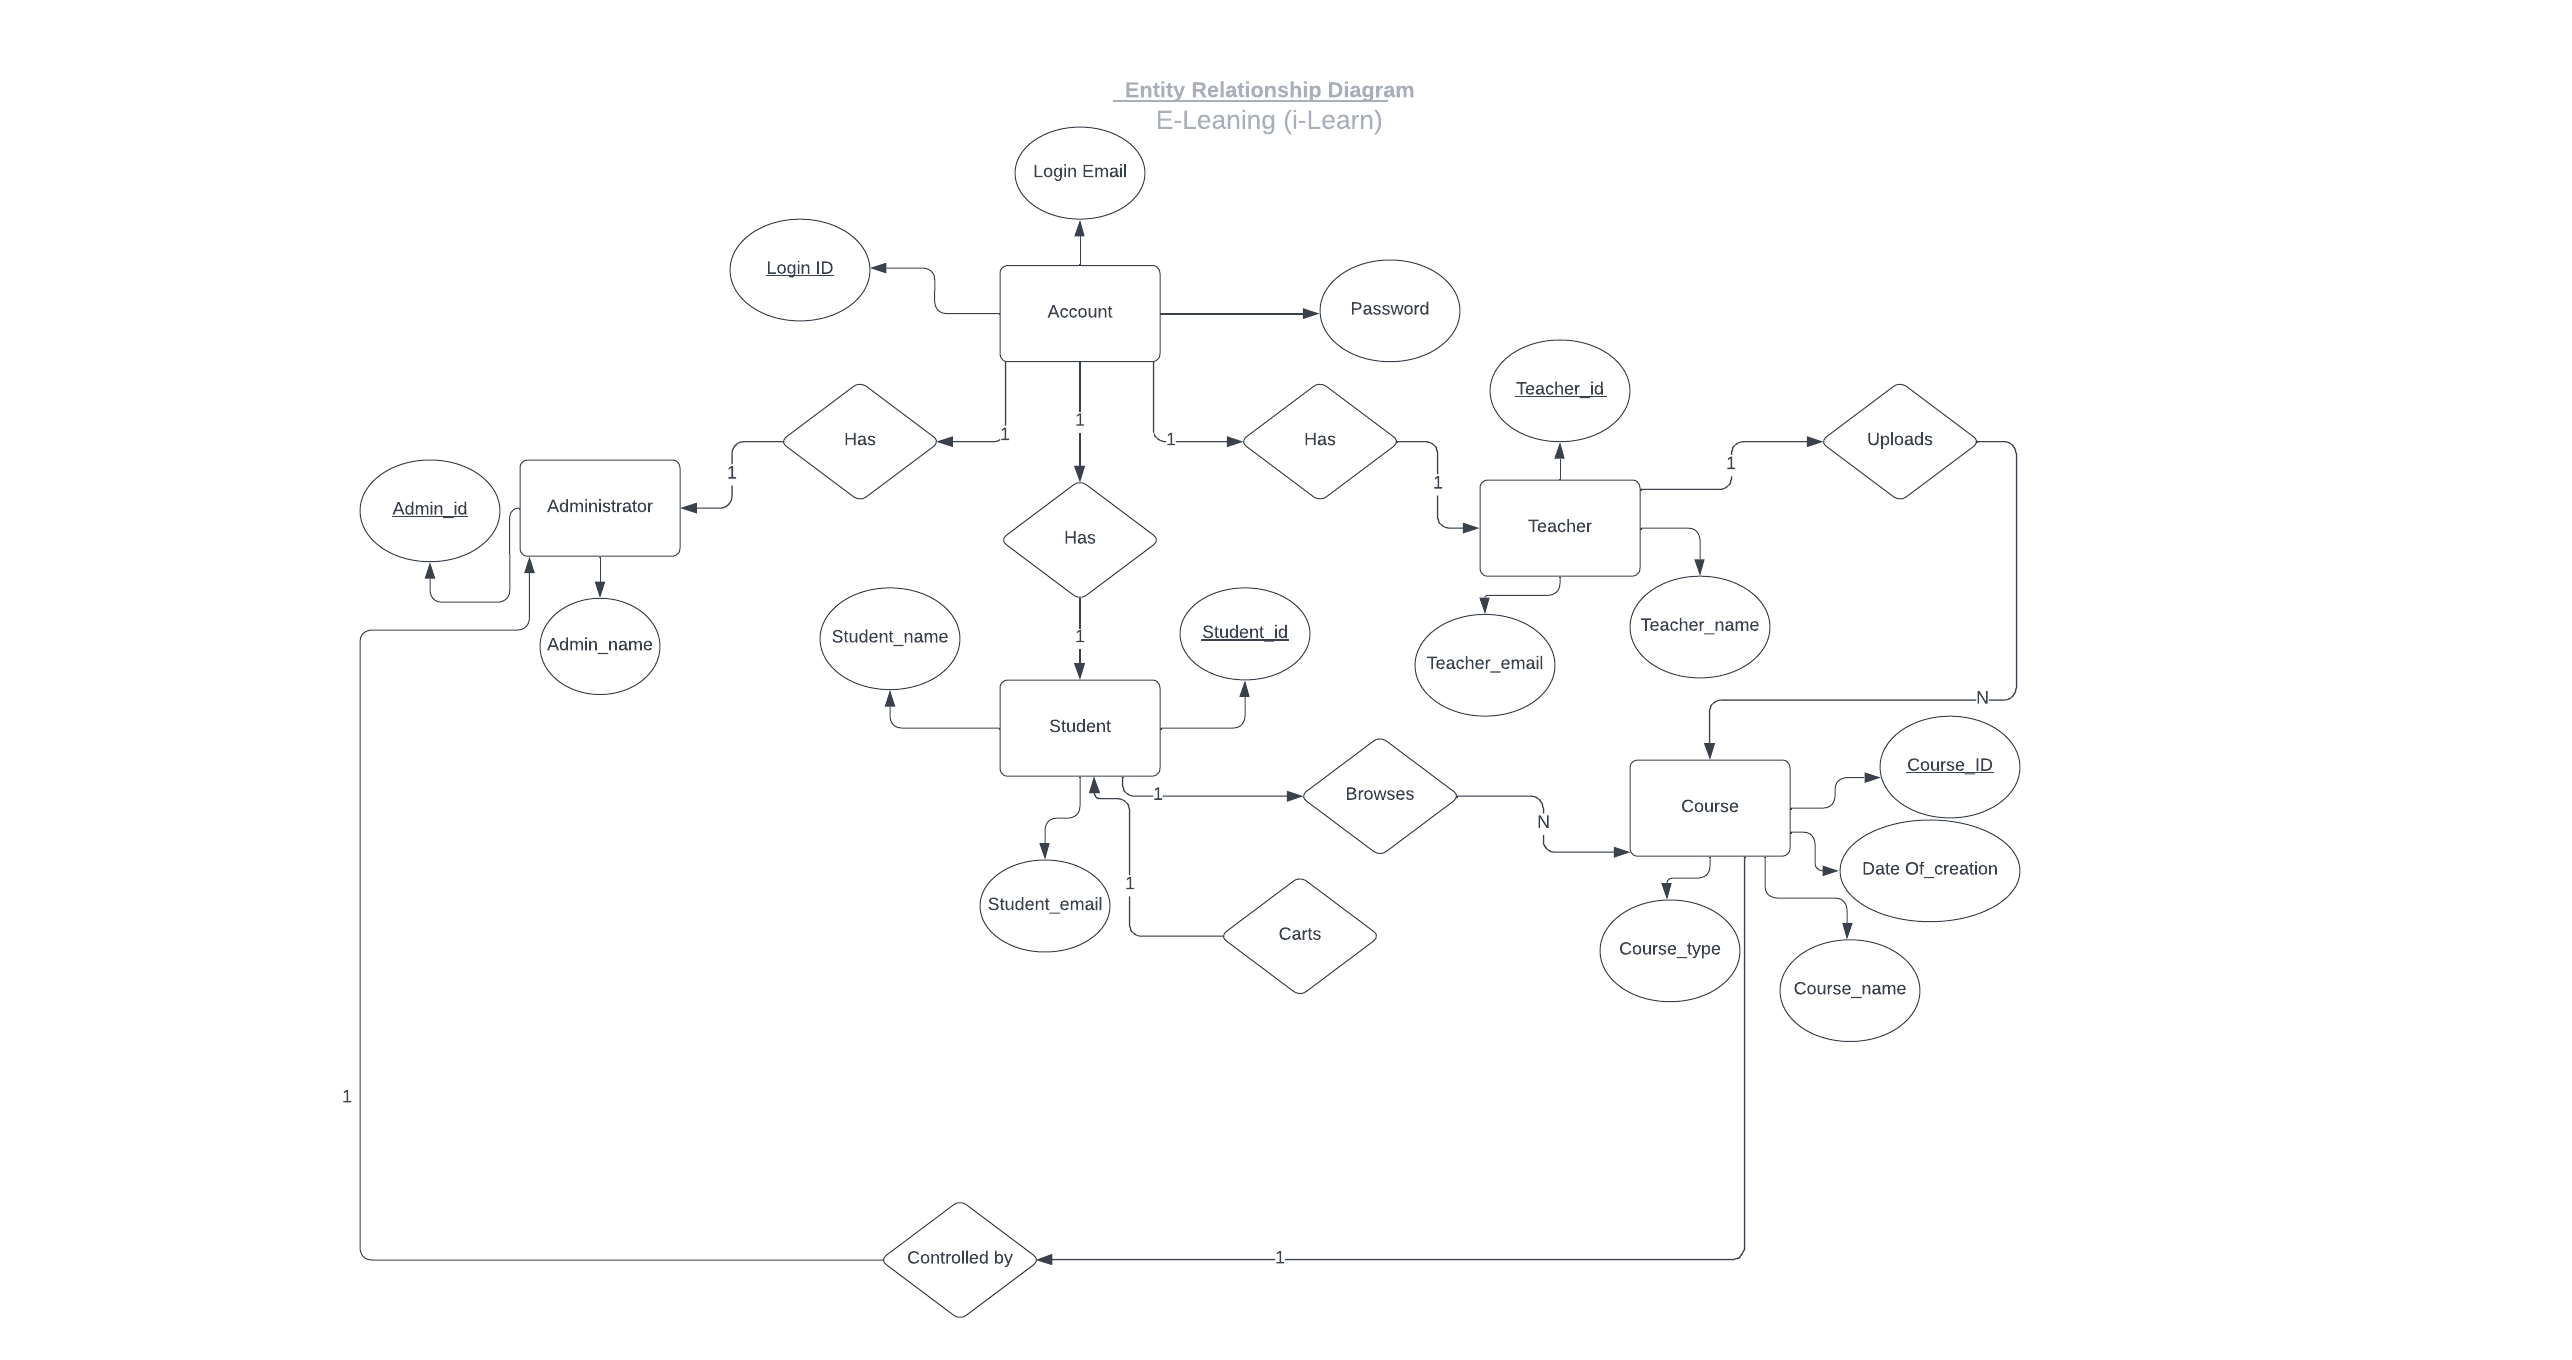 Entity Relationship Diagram
E-Leaning (i-Learn)
Login Email
Login ID
Account
Password
Teacher_id
Has
1
1
1
Has
Uploads
1
1
1
Administrator
Admin_id
Teacher
Has
Admin_name
Student_name
1
Student_id
Teacher_name
Teacher_email
N
Student
Course_ID
1
Browses
N
Course
Date Of_creation
1
Student_email
Carts
Course_type
Course_name
1
Controlled by
1